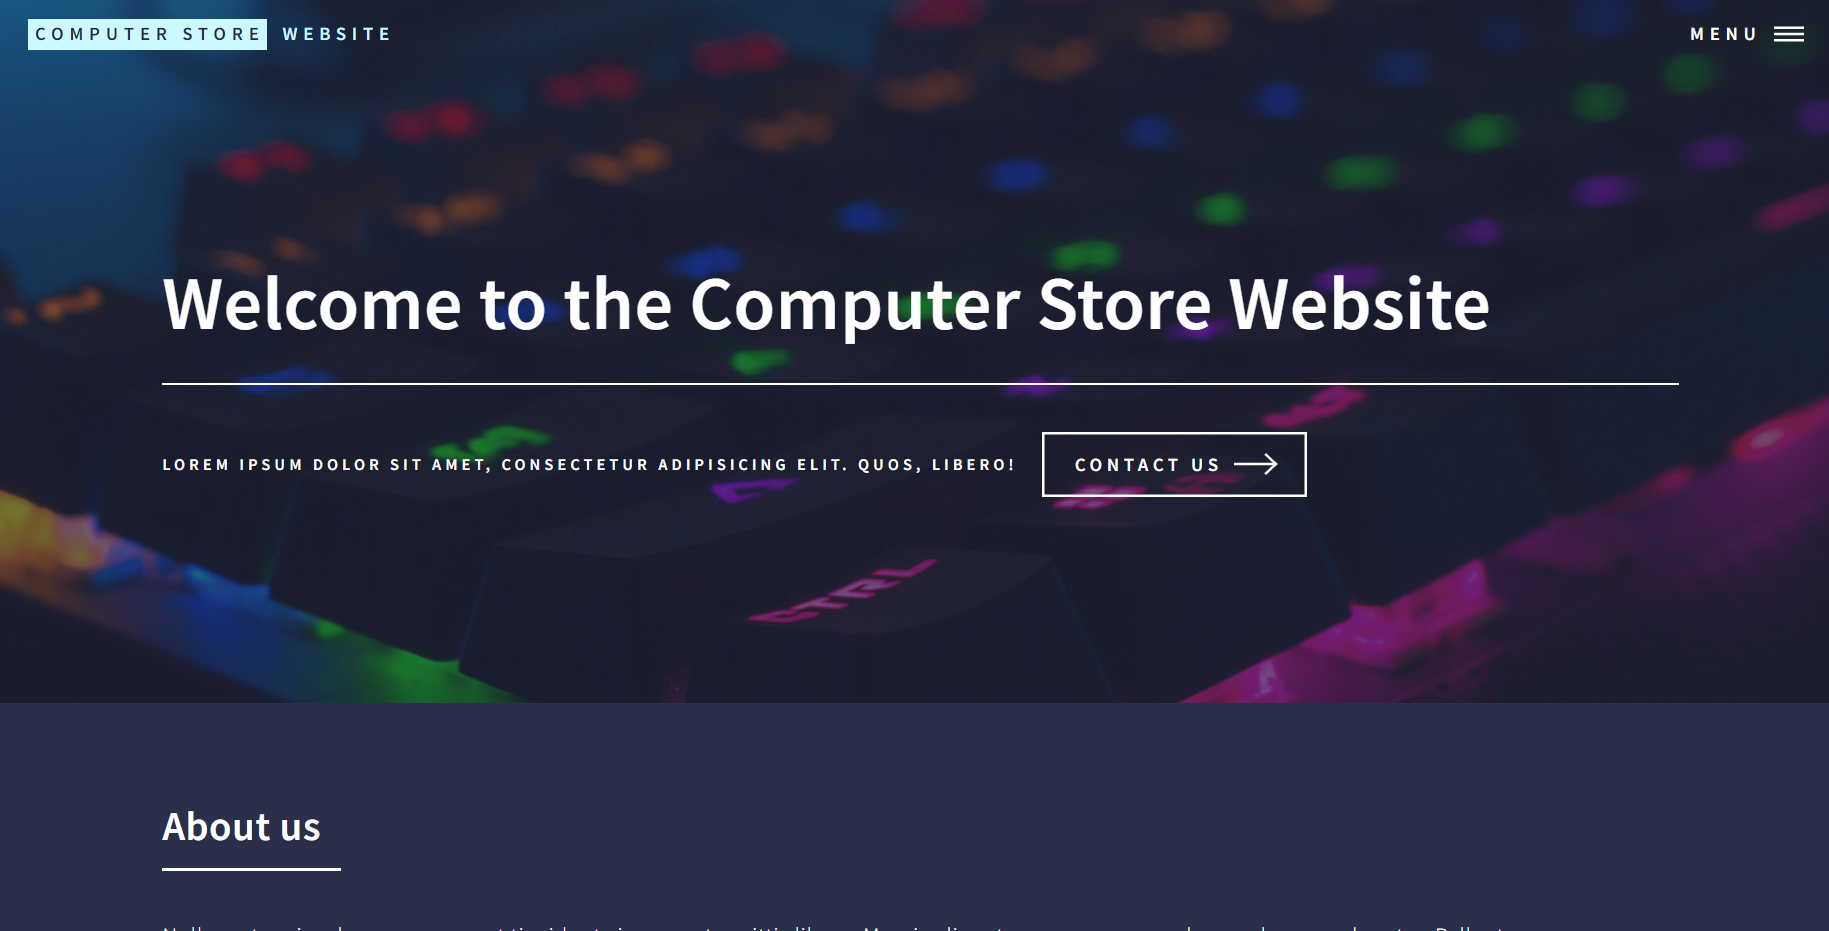 COMPUTER STORE WEBSITE
MENU
Welcome to the Computer Store Website
LOREM IPSUM DOLOR SIT AMET, CONSECTETUR ADIPISICING ELIT. QUOS, LIBERO!
CONTACT US
CTRL
About us